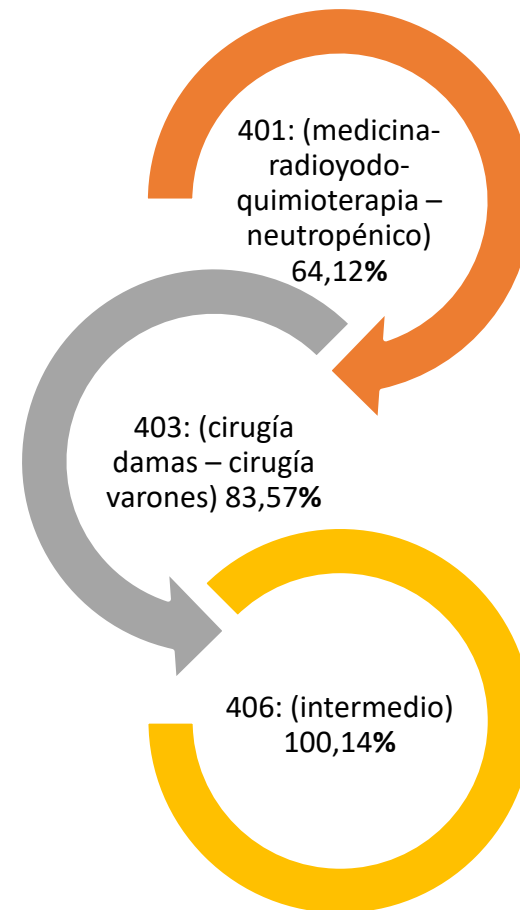 401: (medicina-
radioyodo-
quimioterapia –
neutropénico)
64,12%
403: (cirugía
damas – cirugía
varones) 83,57%
406: (intermedio)
100,14%